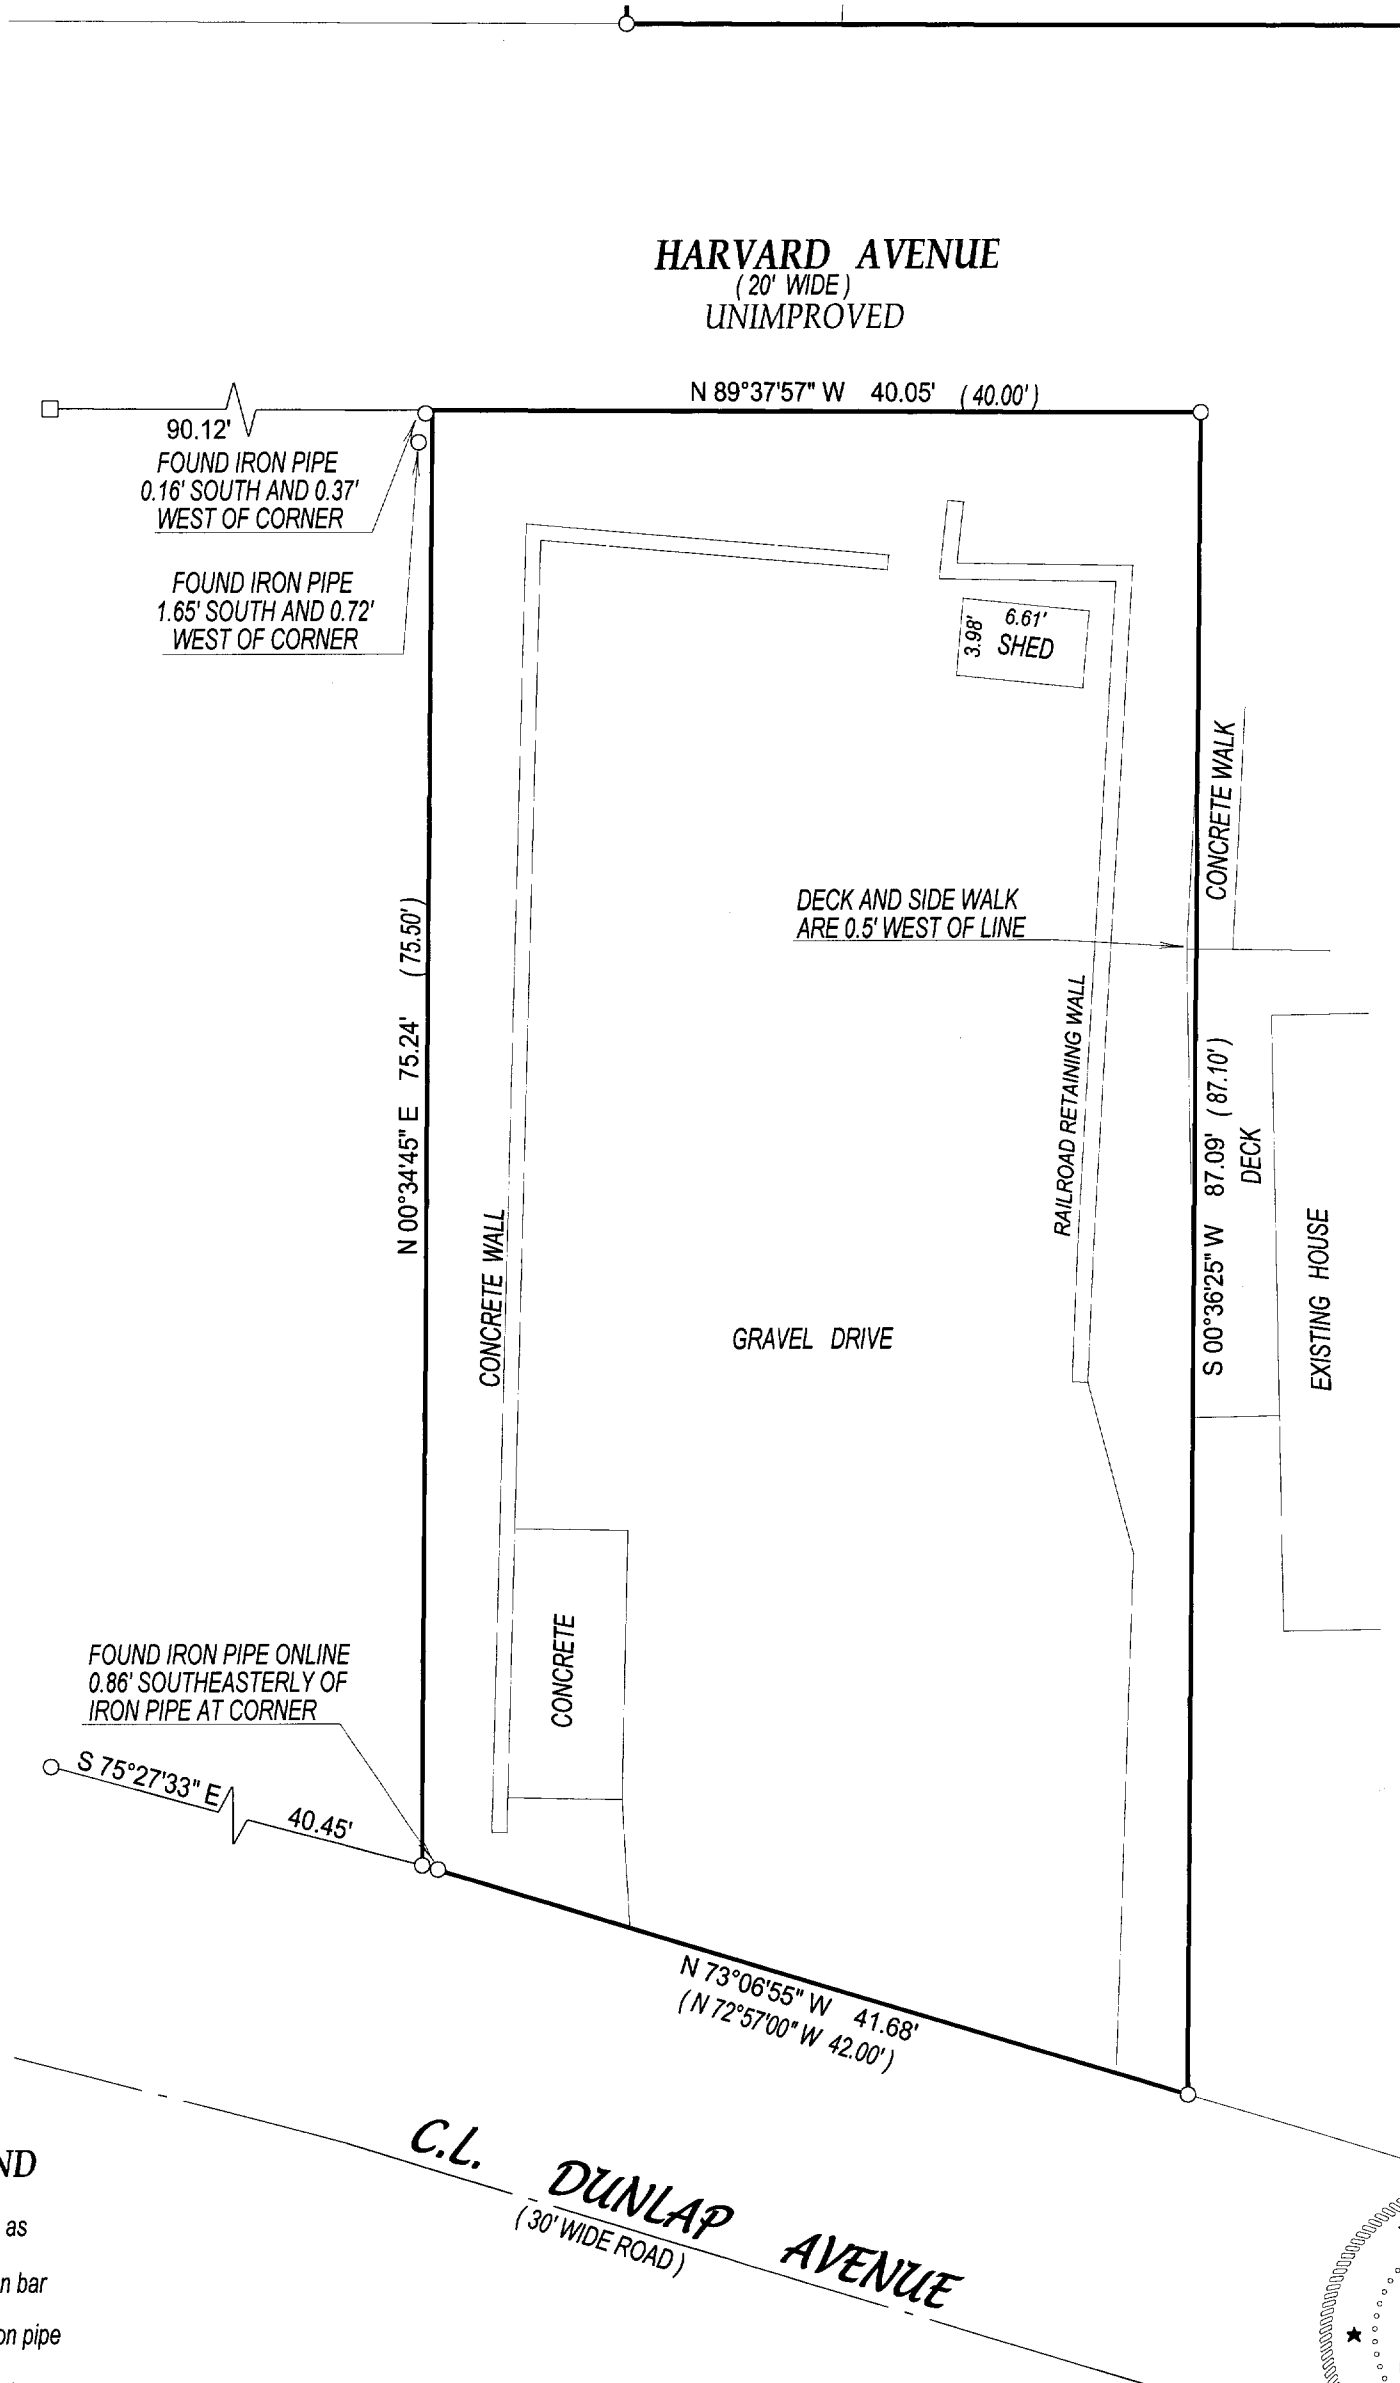 HARVARD AVENUE
( 20' WIDE )
UNIMPROVED
N 89°37'57" W 40.05' ( 40.00' )
90.12'
FOUND IRON PIPE
0.16' SOUTH AND 0.37'
WEST OF CORNER
FOUND IRON PIPE
1.65' SOUTH AND 0.72'
WEST OF CORNER
6.61'
3.98'
SHED
CONCRETE WALK
DECK AND SIDE WALK
ARE 0.5' WEST OF LINE
N 00°34'45" E 75.24' ( 75.50' )
RAILROAD RETAINING WALL
S 00°36'25" W 87.09' ( 87.10' )
DECK
EXISTING HOUSE
CONCRETE WALL
GRAVEL DRIVE
CONCRETE
FOUND IRON PIPE ONLINE
0.86' SOUTHEASTERLY OF
IRON PIPE AT CORNER
S 75°27'33" E
40.45'
N 73°06'55" W 41.68'
( N 72°57'00" W 42.00' )
C.L. DUNLAP AVENUE
( 30' WIDE ROAD )
ND
as
n bar
on pipe